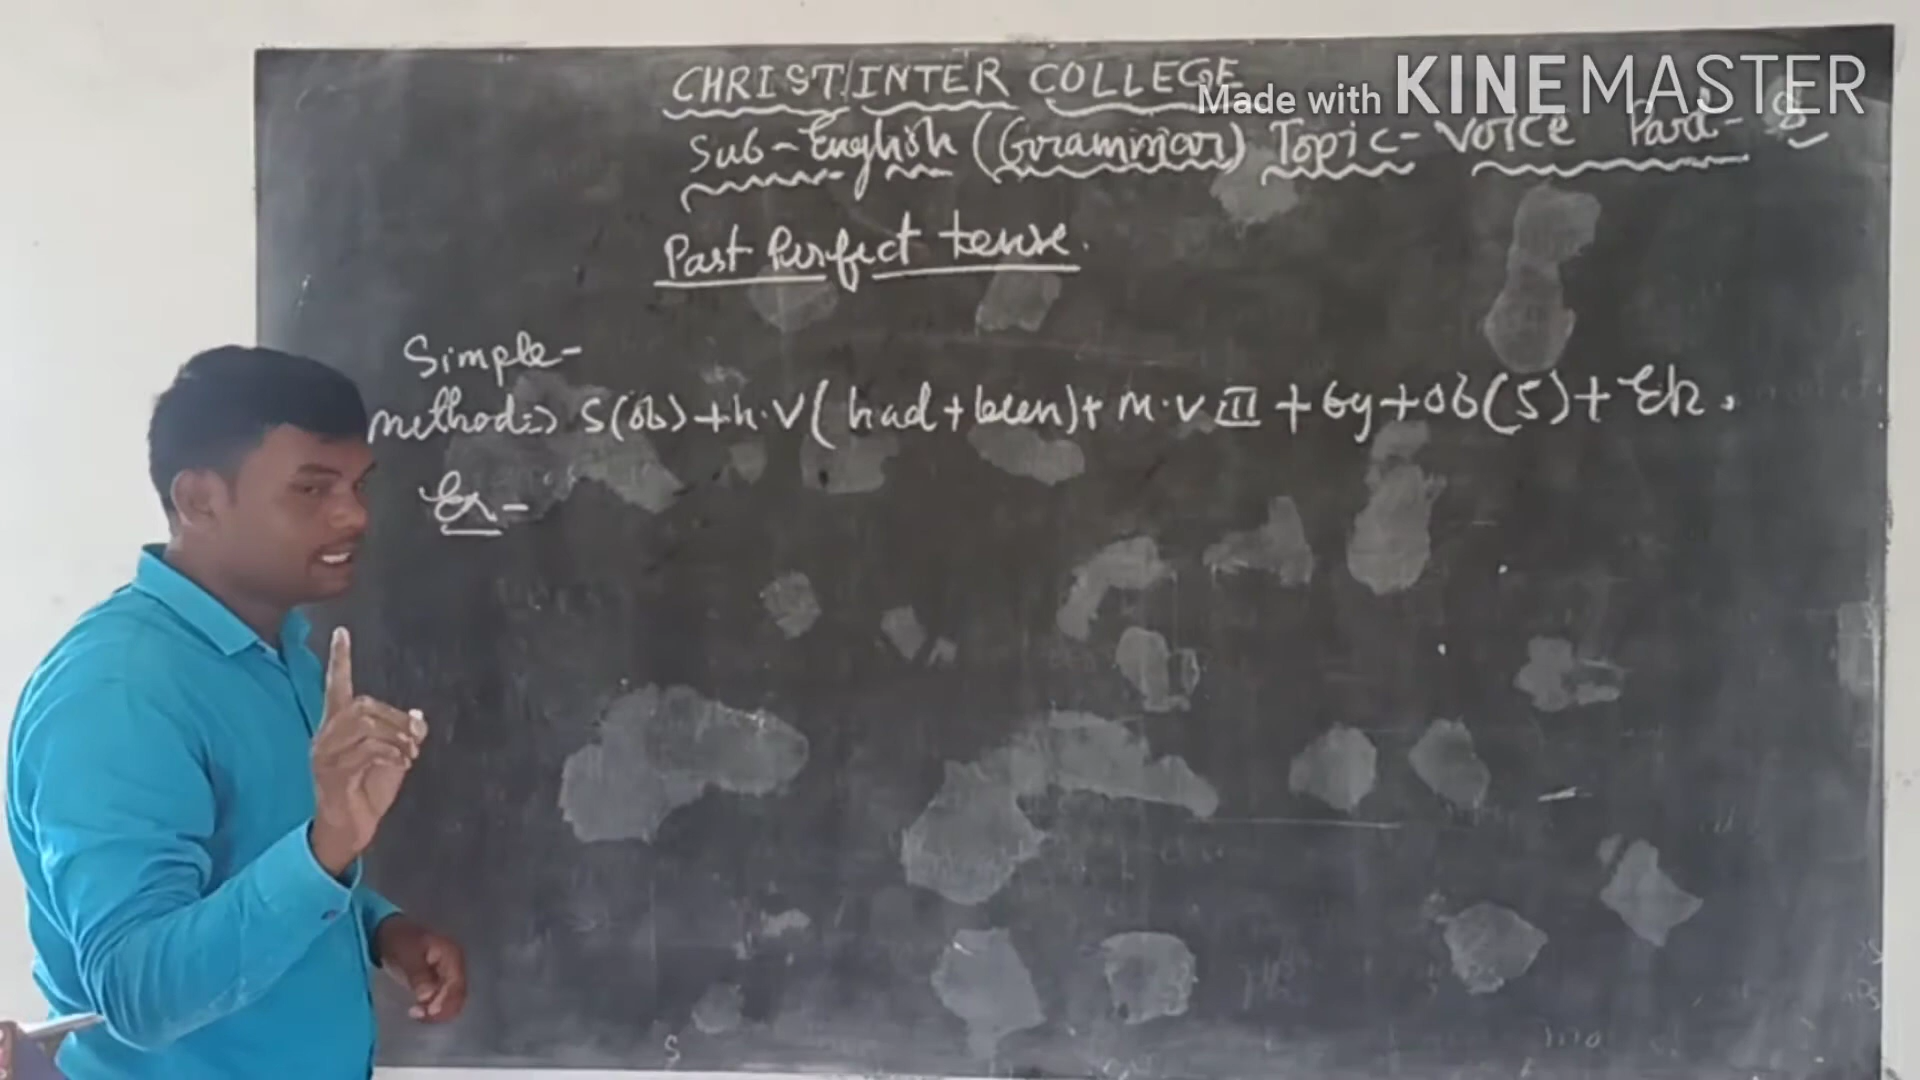 CHRIST INTER COLLEGE
Made with KINEMASTER
Sub-English (Grammar) Topic- Voice Part- 8
Past Perfect tense.
Simple-
method:-> S(ob) + h.V (had + been) + m.V III + by + ob(S) + Ek.
Ex-
S